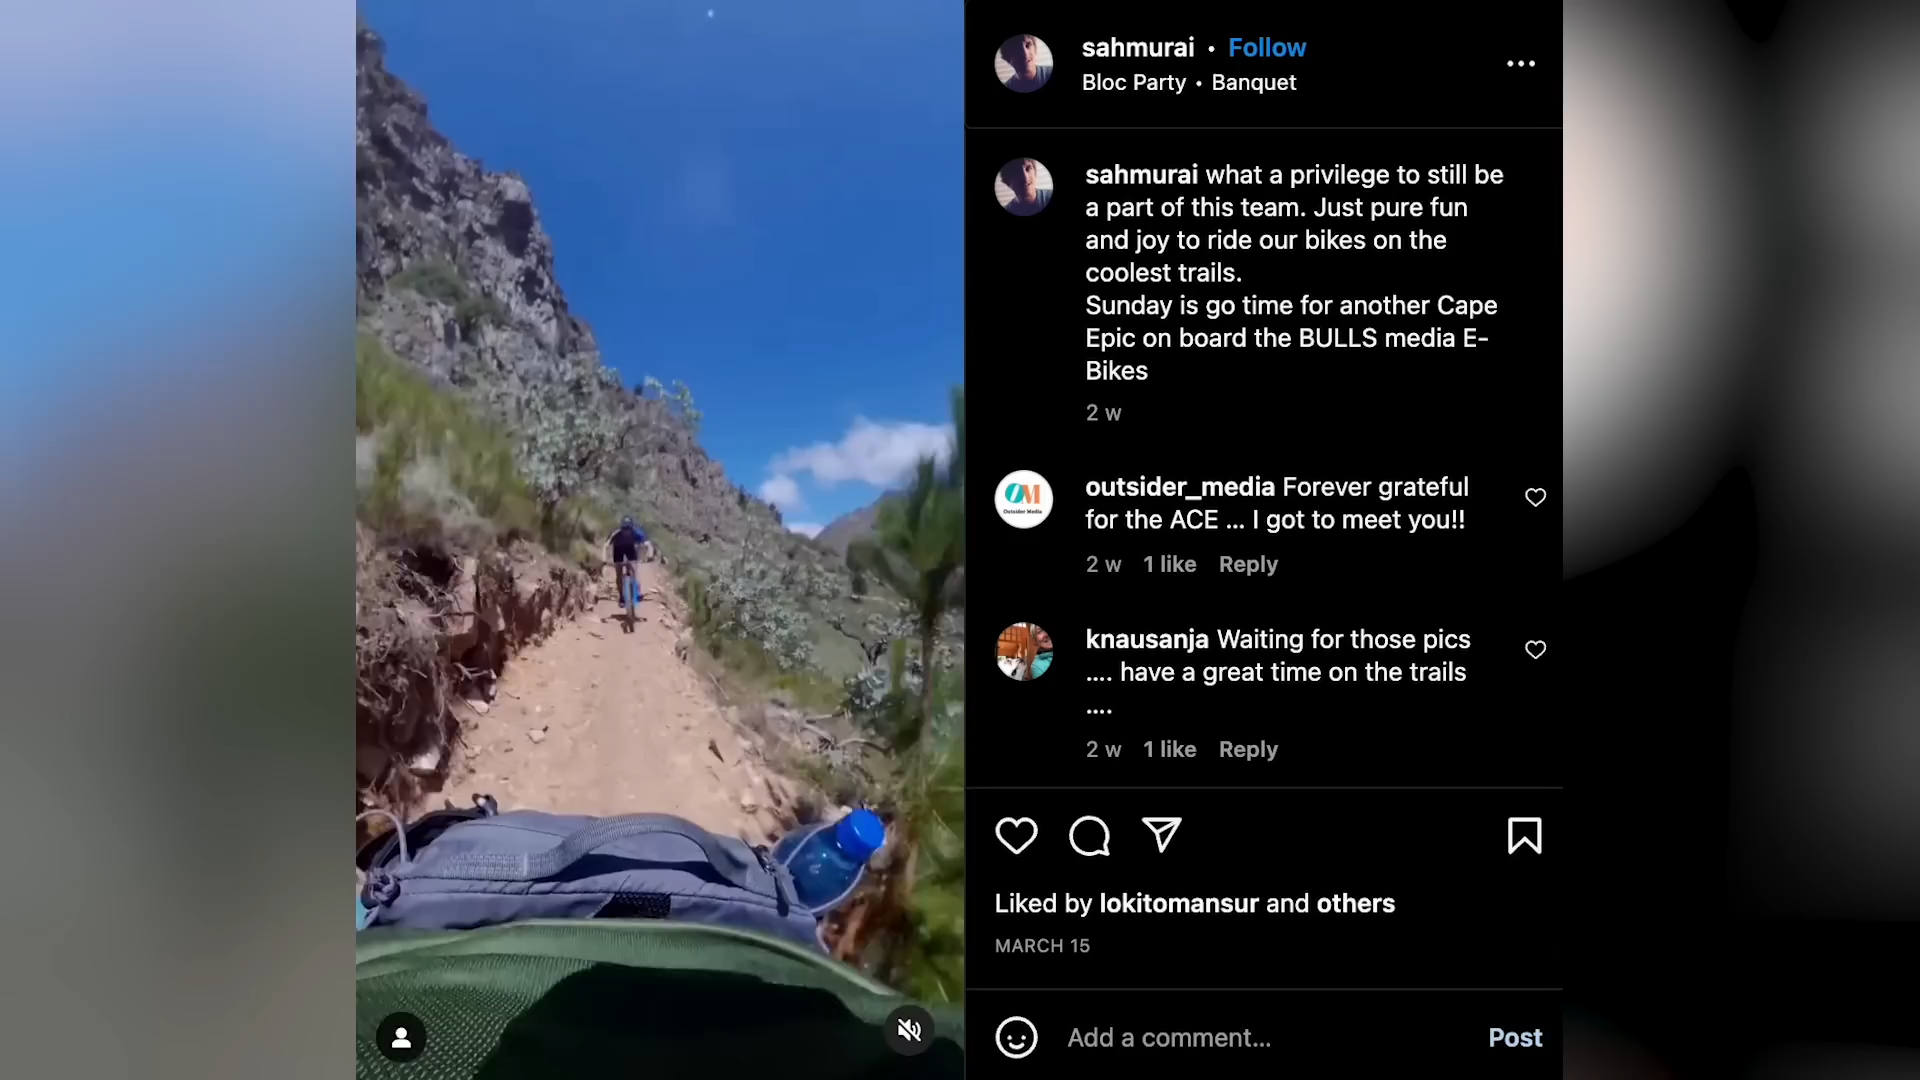 sahmurai • Follow
Bloc Party • Banquet
sahmurai what a privilege to still be
a part of this team. Just pure fun
and joy to ride our bikes on the
coolest trails.
Sunday is go time for another Cape
Epic on board the BULLS media E-
Bikes
2 w
OM
Outsider Media
outsider_media Forever grateful
for the ACE ... I got to meet you!!
2 w 1 like Reply
knausanja Waiting for those pics
.... have a great time on the trails
....
2 w 1 like Reply
Liked by lokitomansur and others
MARCH 15
Add a comment...
Post